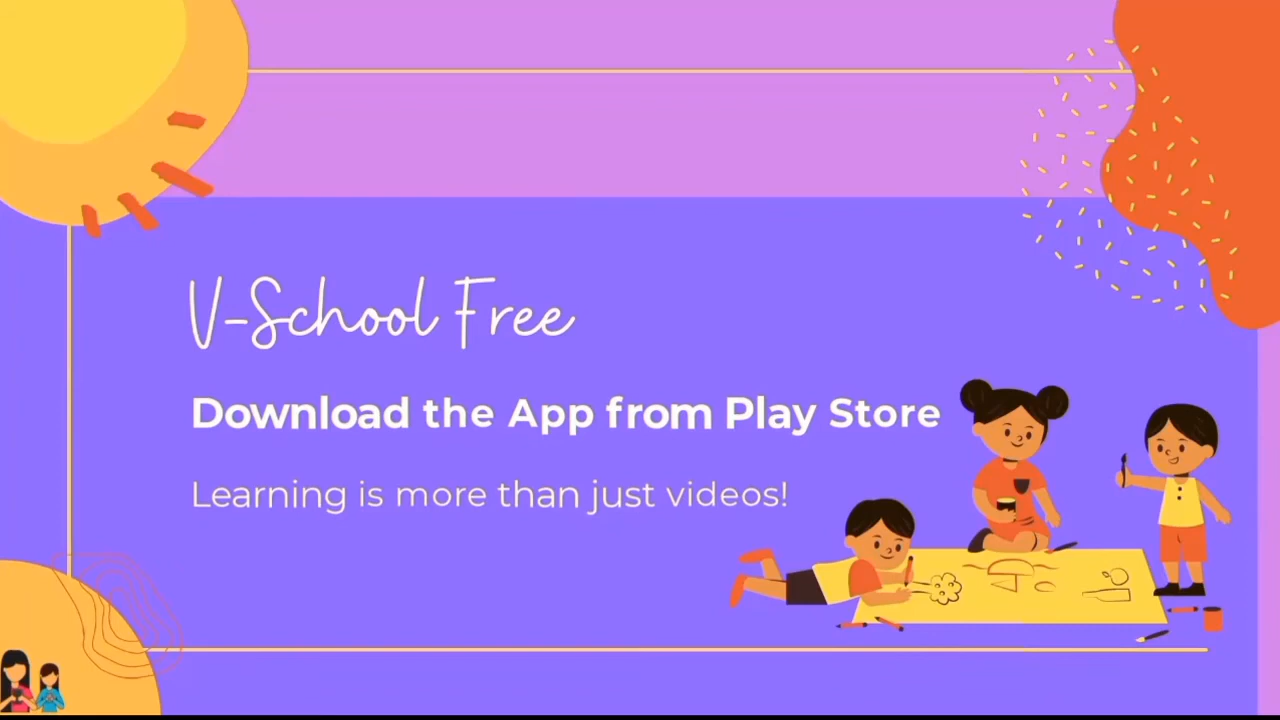 V-School Free
Download the App from Play Store
Learning is more than just videos!